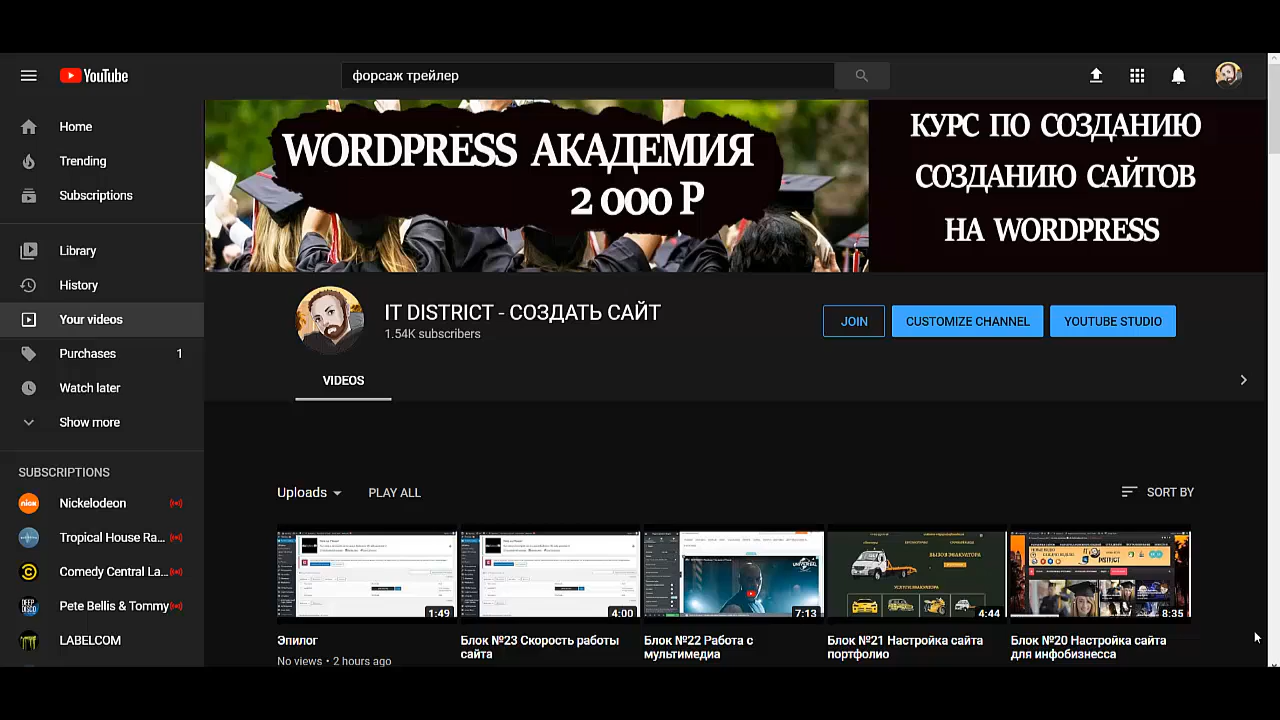 YouTube
форсаж трейлер
Home
Trending
Subscriptions
Library
History
Your videos
Purchases 1
Watch later
Show more
SUBSCRIPTIONS
Nickelodeon
Tropical House Ra...
Comedy Central La...
Pete Bellis & Tommy
LABELCOM
WORDPRESS АКАДЕМИЯ
2 000 Р
КУРС ПО СОЗДАНИЮ
СОЗДАНИЮ САЙТОВ
НА WORDPRESS
IT DISTRICT - СОЗДАТЬ САЙТ
1.54K subscribers
JOIN
CUSTOMIZE CHANNEL
YOUTUBE STUDIO
VIDEOS
Uploads
PLAY ALL
SORT BY
1:49
Эпилог
No views • 2 hours ago
4:00
Блок №23 Скорость работы
сайта
7:13
Блок №22 Работа с
мультимедиа
4:44
Блок №21 Настройка сайта
портфолио
8:35
Блок №20 Настройка сайта
для инфобизнесса